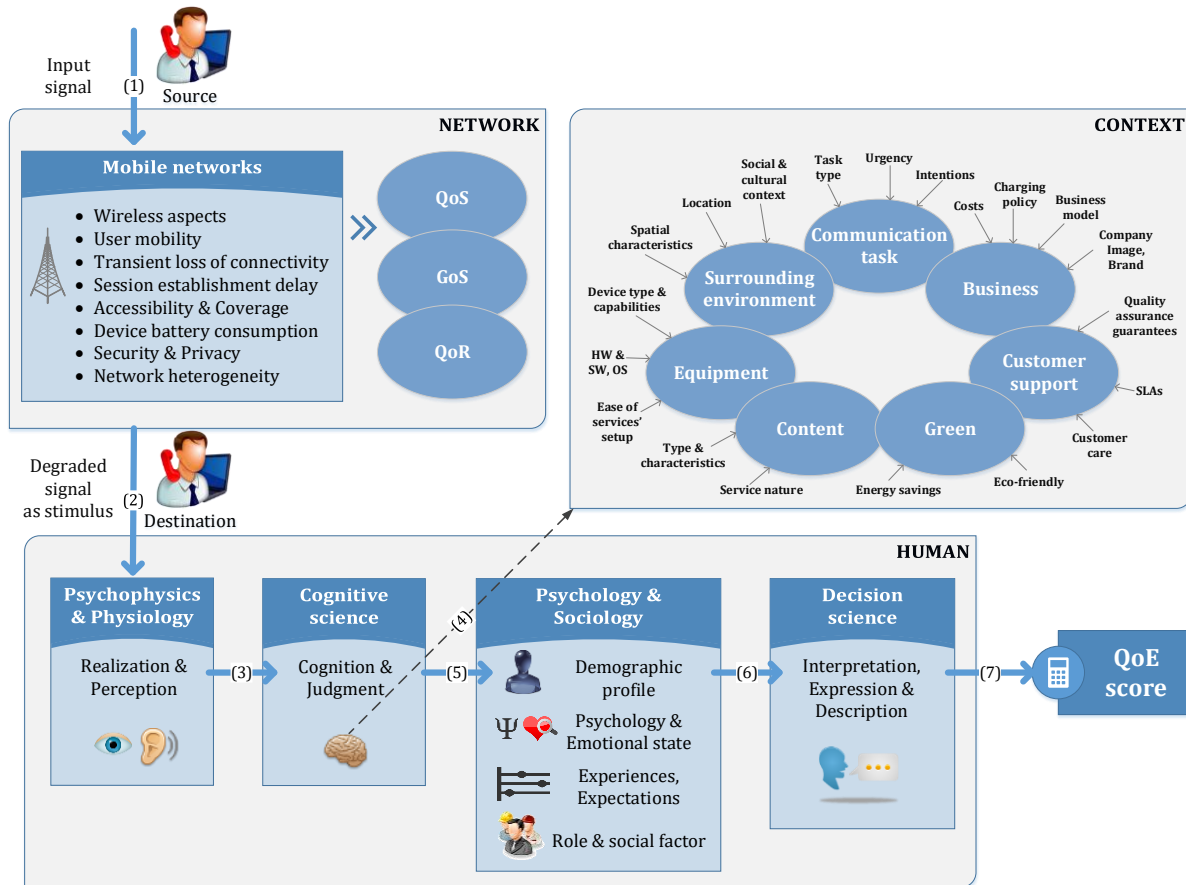 Input
signal
(1)
Source
NETWORK
Mobile networks
• Wireless aspects
• User mobility
• Transient loss of connectivity
• Session establishment delay
• Accessibility & Coverage
• Device battery consumption
• Security & Privacy
• Network heterogeneity
QoS
GoS
QoR
CONTEXT
Social &
cultural
context
Task
type
Urgency
Intentions
Location
Spatial
characteristics
Costs
Charging
policy
Business
model
Company
Image,
Brand
Communication
task
Surrounding
environment
Business
Device type &
capabilities
Quality
assurance
guarantees
HW &
SW, OS
Equipment
Customer
support
SLAs
Ease of
services'
setup
Content
Green
Customer
care
Type &
characteristics
Service nature
Energy savings
Eco-friendly
Degraded
signal
as stimulus
(2)
Destination
HUMAN
Psychophysics
& Physiology
Realization &
Perception
(3)
Cognitive
science
Cognition &
Judgment
(4)
(5)
Psychology &
Sociology
Demographic
profile
Ψ
Psychology &
Emotional state
Experiences,
Expectations
Role & social factor
(6)
Decision
science
Interpretation,
Expression &
Description
(7)
QoE
score